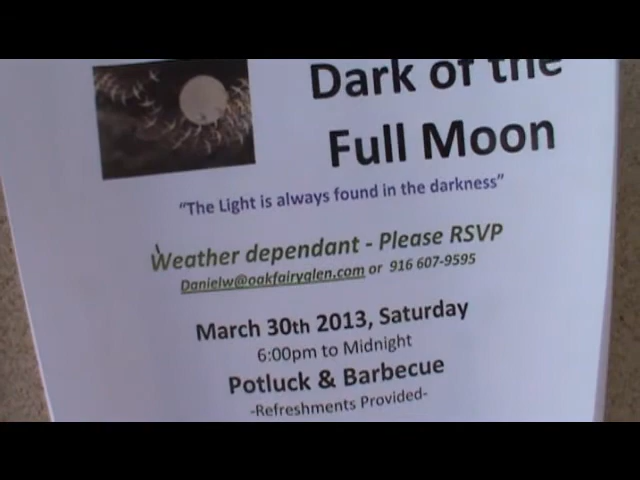 Dark of the
Full Moon
"The Light is always found in the darkness"
Weather dependant - Please RSVP
Danielw@oakfairyglen.com or 916 607-9595
March 30th 2013, Saturday
6:00pm to Midnight
Potluck & Barbecue
-Refreshments Provided-